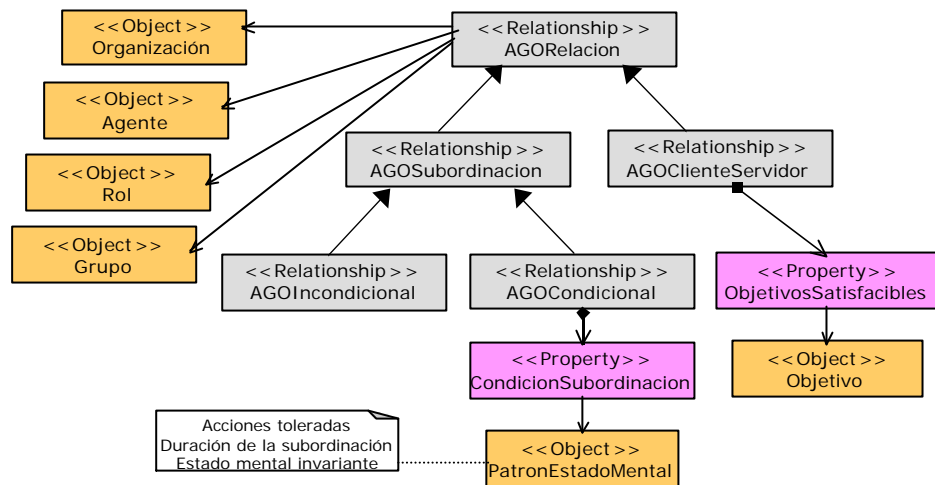 <<Object>>
Organización
<<Relationship>>
AGORelacion
<<Object>>
Agente
<<Relationship>>
AGOSubordinacion
<<Relationship>>
AGOClienteServidor
<<Object>>
Rol
<<Object>>
Grupo
<<Relationship>>
AGOIncondicional
<<Relationship>>
AGOCondicional
<<Property>>
ObjetivosSatisfacibles
<<Property>>
CondicionSubordinacion
<<Object>>
Objetivo
Acciones toleradas
Duración de la subordinación
Estado mental invariante
<<Object>>
PatronEstadoMental